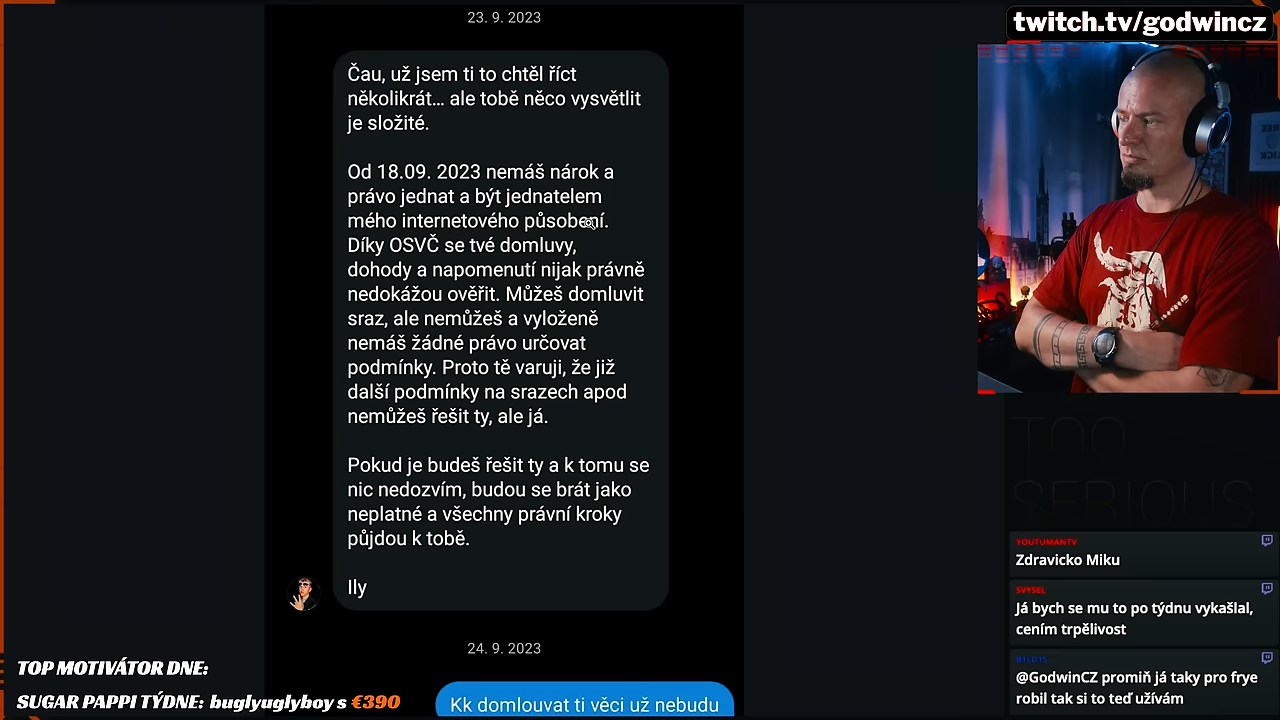 23. 9. 2023
Čau, už jsem ti to chtěl říct
několikrát… ale tobě něco vysvětlit
je složité.
Od 18.09. 2023 nemáš nárok a
právo jednat a být jednatelem
mého internetového působení.
Díky OSVČ se tvé domluvy,
dohody a napomenutí nijak právně
nedokážou ověřit. Můžeš domluvit
sraz, ale nemůžeš a vyloženě
nemáš žádné právo určovat
podmínky. Proto tě varuji, že již
další podmínky na srazech apod
nemůžeš řešit ty, ale já.
Pokud je budeš řešit ty a k tomu se
nic nedozvím, budou se brát jako
neplatné a všechny právní kroky
půjdou k tobě.
Ily
24. 9. 2023
Kk domlouvat ti věci už nebudu
TOP MOTIVÁTOR DNE:
SUGAR PAPPI TÝDNE: buglyuglyboy s €390
twitch.tv/godwincz
TOO
SERIOUS
YOUTUMANTV
Zdravicko Miku
SVYSEL
Já bych se mu to po týdnu vykašlal,
cením trpělivost
@GodwinCZ promiň já taky pro frye
robil tak si to teď užívám